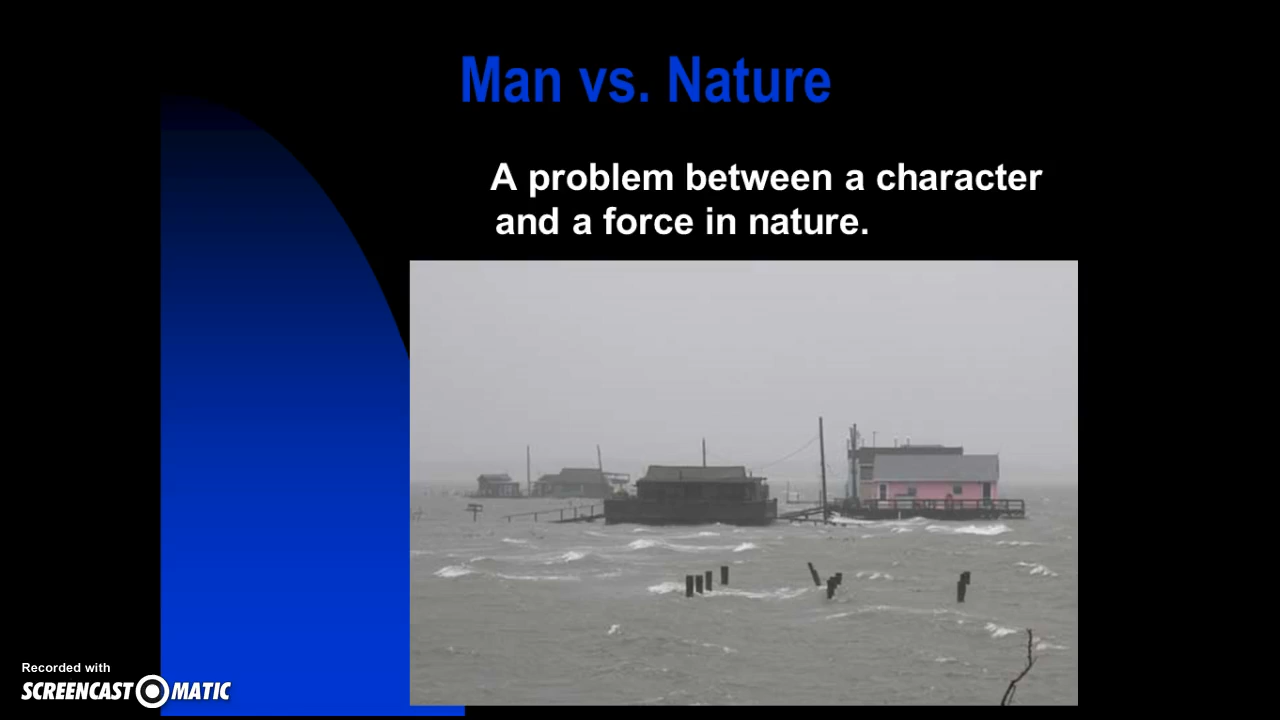 Man vs. Nature
A problem between a character
and a force in nature.
Recorded with
SCREENCAST MATIC